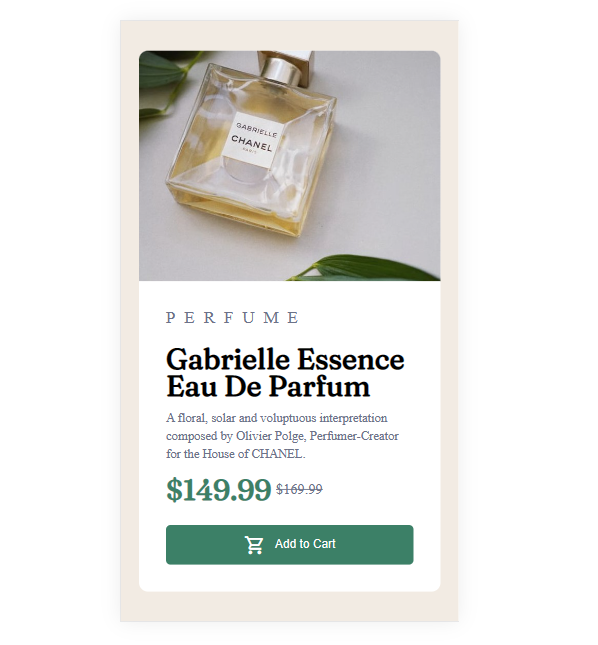 GABRIELLE
CHANEL
PARIS
P E R F U M E
Gabrielle Essence
Eau De Parfum
A floral, solar and voluptuous interpretation
composed by Olivier Polge, Perfumer-Creator
for the House of CHANEL.
$149.99 $169.99
Add to Cart